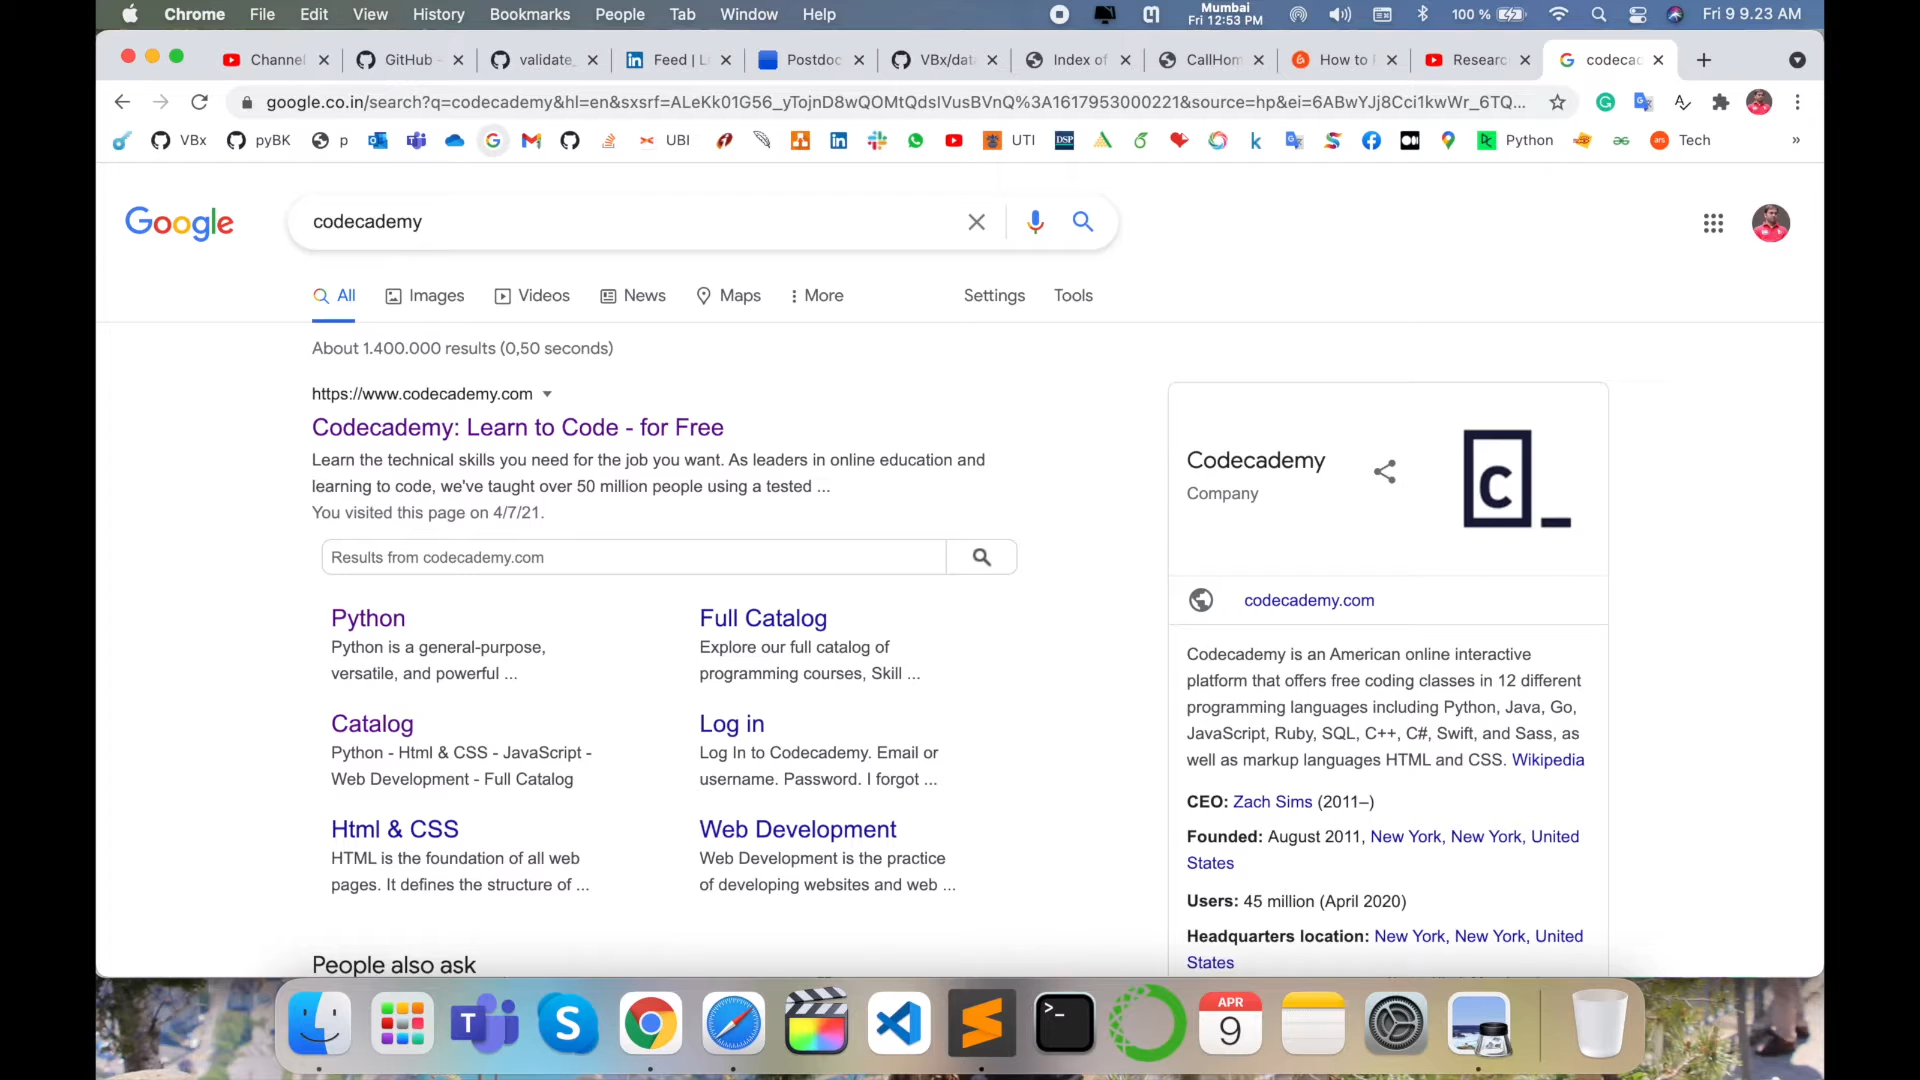 Chrome File Edit View History Bookmarks People Tab Window Help
Mumbai
Fri 12:53 PM
100 %
Fri 9 9.23 AM
Channel
GitHub -
validate_
Feed | L
Postdoc
VBx/dat
Index of
CallHom
How to
Researc
codecac
google.co.in/search?q=codecademy&hl=en&sxsrf=ALeKk01G56_yTojnD8wQOMtQdsIVusBVnQ%3A1617953000221&source=hp&ei=6ABwYJj8Cci1kwWr_6TQ...
VBx
pyBK
p
UBI
UTI
DSP
Python
ars
Tech
»
Google
codecademy
All Images Videos News Maps More Settings Tools
About 1.400.000 results (0,50 seconds)
https://www.codecademy.com
Codecademy: Learn to Code - for Free
Learn the technical skills you need for the job you want. As leaders in online education and
learning to code, we've taught over 50 million people using a tested ...
You visited this page on 4/7/21.
Results from codecademy.com
Python
Python is a general-purpose,
versatile, and powerful ...
Full Catalog
Explore our full catalog of
programming courses, Skill ...
Catalog
Python - Html & CSS - JavaScript -
Web Development - Full Catalog
Log in
Log In to Codecademy. Email or
username. Password. I forgot ...
Html & CSS
HTML is the foundation of all web
pages. It defines the structure of ...
Web Development
Web Development is the practice
of developing websites and web ...
People also ask
Codecademy
Company
c_
codecademy.com
Codecademy is an American online interactive
platform that offers free coding classes in 12 different
programming languages including Python, Java, Go,
JavaScript, Ruby, SQL, C++, C#, Swift, and Sass, as
well as markup languages HTML and CSS. Wikipedia
CEO: Zach Sims (2011–)
Founded: August 2011, New York, New York, United
States
Users: 45 million (April 2020)
Headquarters location: New York, New York, United
States
T
S
>_
APR
9